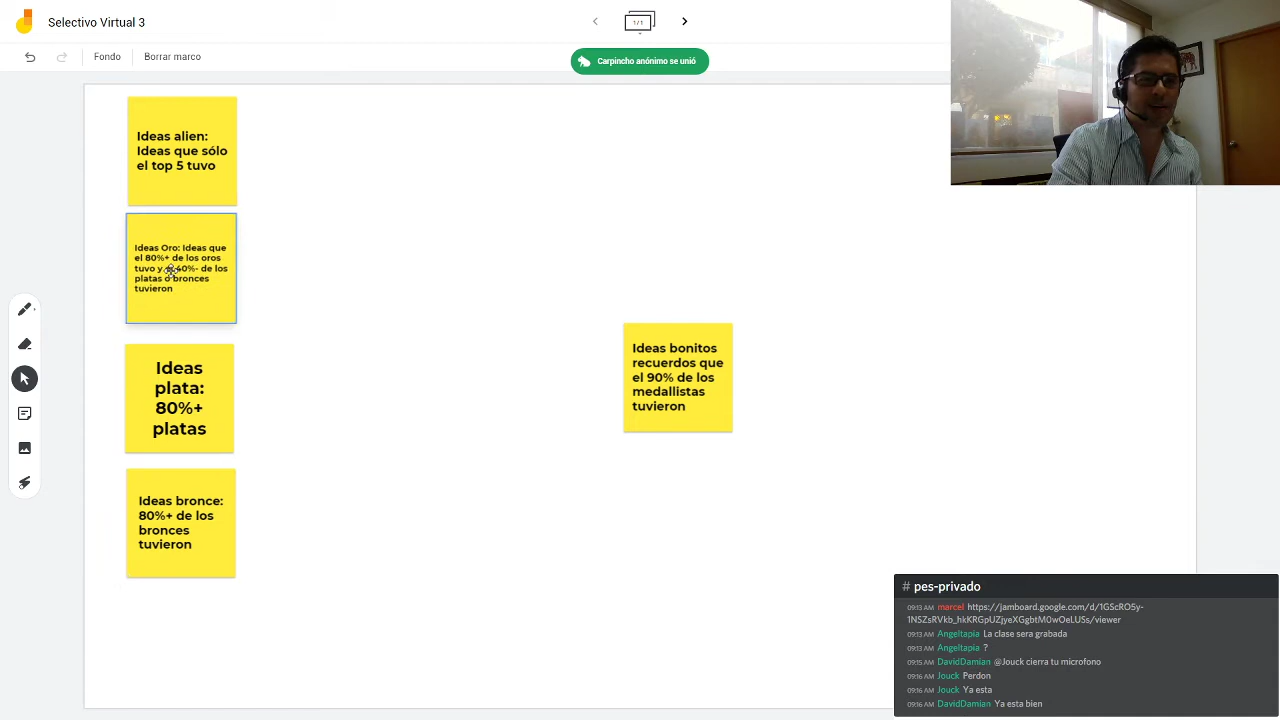 Selectivo Virtual 3
1/1
Fondo
Borrar marco
Carpincho anónimo se unió
Ideas alien:
Ideas que sólo
el top 5 tuvo
Ideas Oro: Ideas que
el 80%+ de los oros
tuvo y 40%- de los
platas o bronces
tuvieron
Ideas
plata:
80%+
platas
Ideas bronce:
80%+ de los
bronces
tuvieron
Ideas bonitos
recuerdos que
el 90% de los
medallistas
tuvieron
# pes-privado
09:13 AM marcel https://jamboard.google.com/d/1GScRO5y-
1NSZsRVkb_hkKRGpUZjyeXGgbtM0wOeLUSs/viewer
09:13 AM Angeltapia La clase sera grabada
09:13 AM Angeltapia ?
09:15 AM DavidDamian @Jouck cierra tu microfono
09:16 AM Jouck Perdon
09:16 AM Jouck Ya esta
09:16 AM DavidDamian Ya esta bien